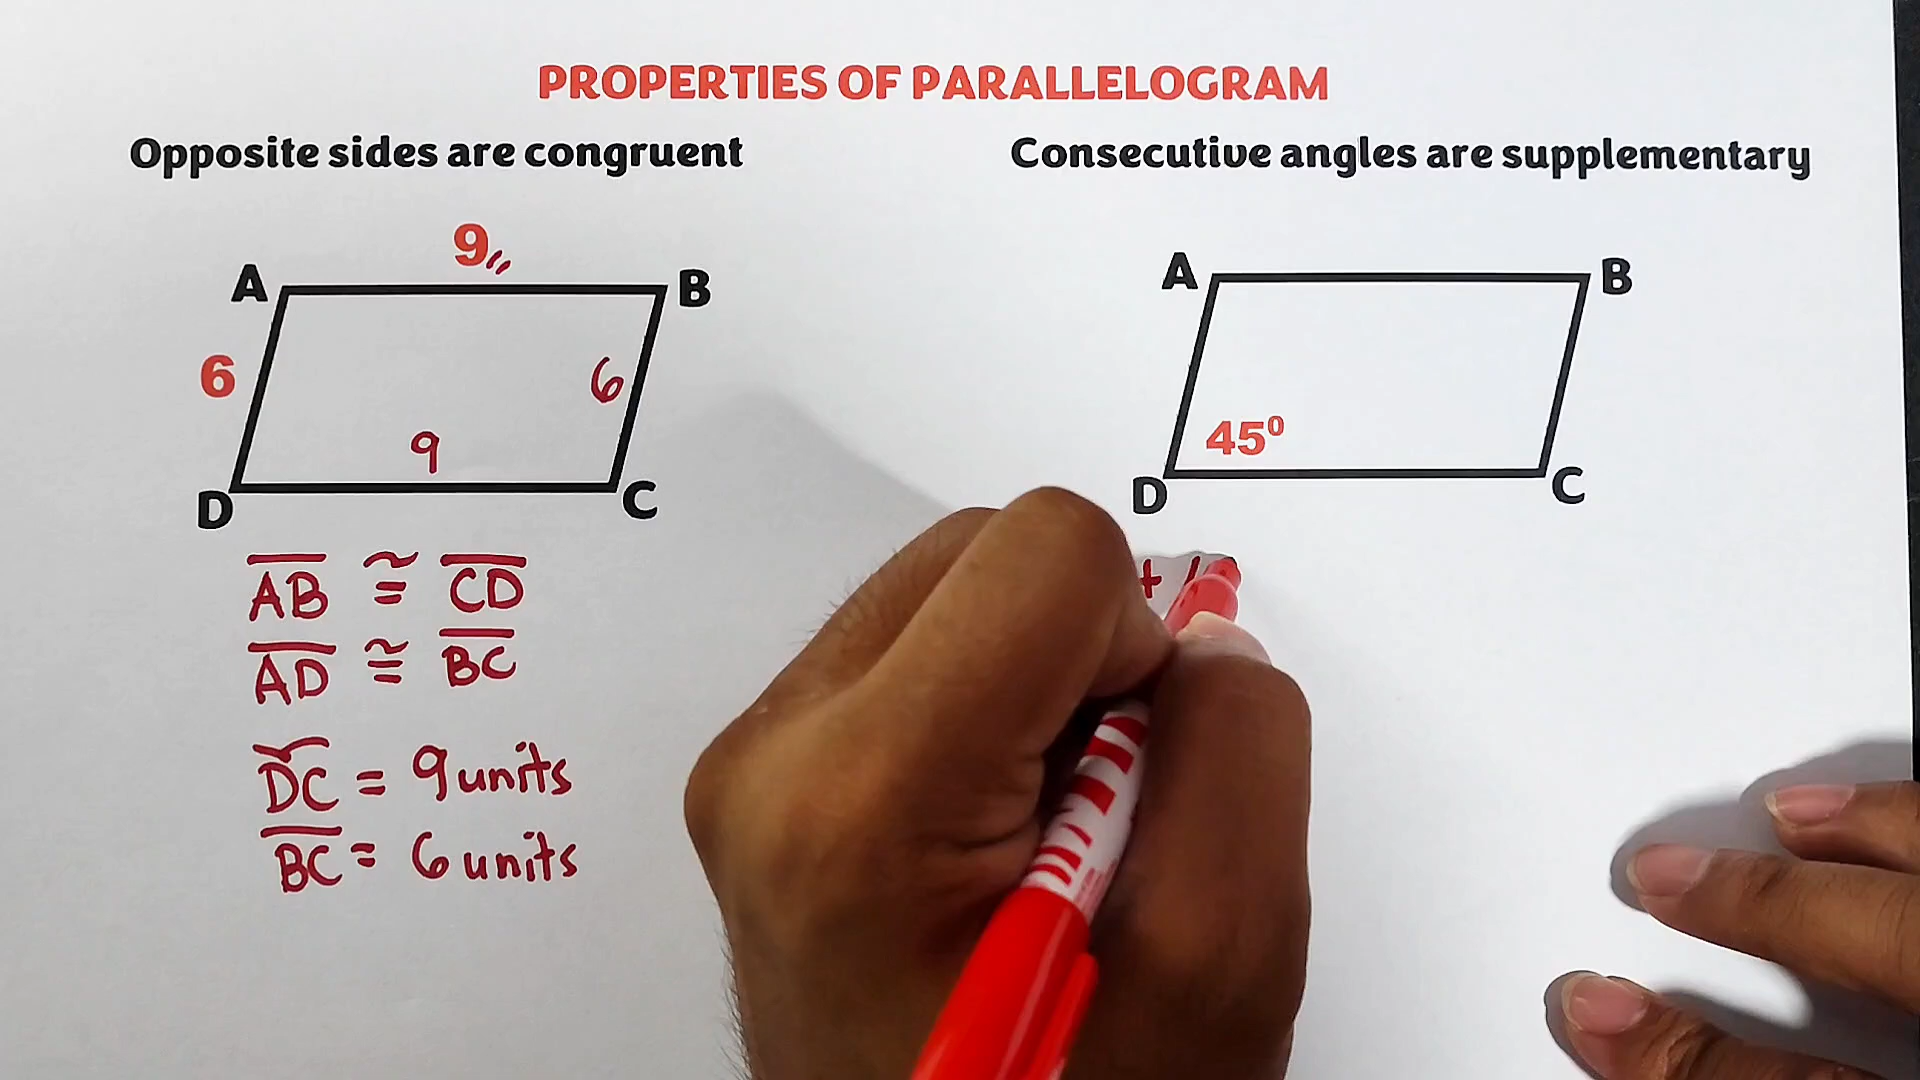 PROPERTIES OF PARALLELOGRAM
Opposite sides are congruent
9
A
B
6
6
9
D
C
AB ≅ CD
AD ≅ BC
DC = 9 units
BC = 6 units
Consecutive angles are supplementary
A
B
45⁰
D
C
+